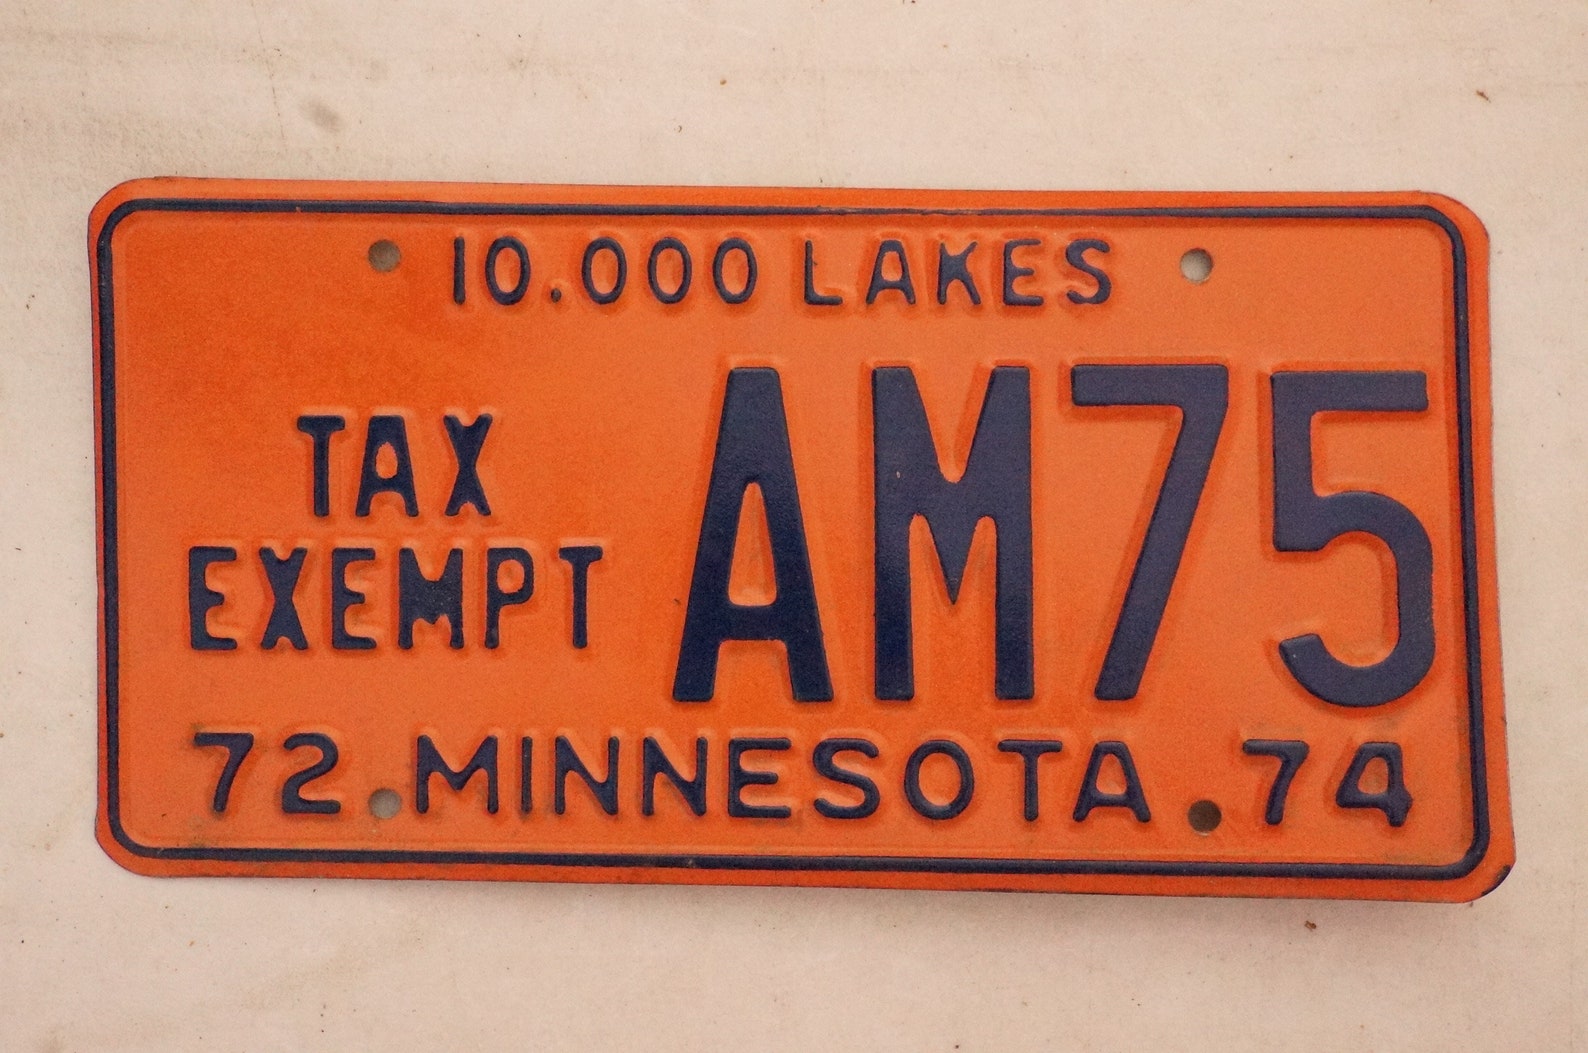 10.000 LAKES
TAX
EXEMPT
AM75
72 MINNESOTA 74